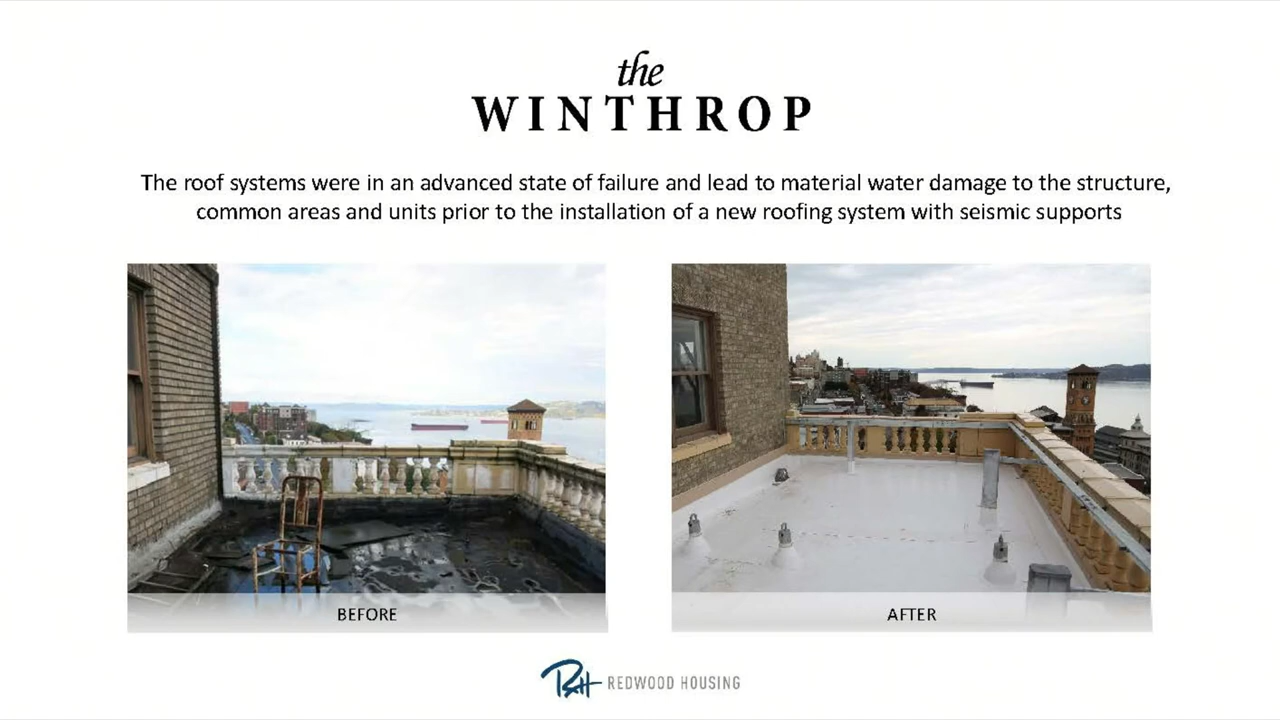 the
WINTHROP
The roof systems were in an advanced state of failure and lead to material water damage to the structure,
common areas and units prior to the installation of a new roofing system with seismic supports
BEFORE
AFTER
RH REDWOOD HOUSING